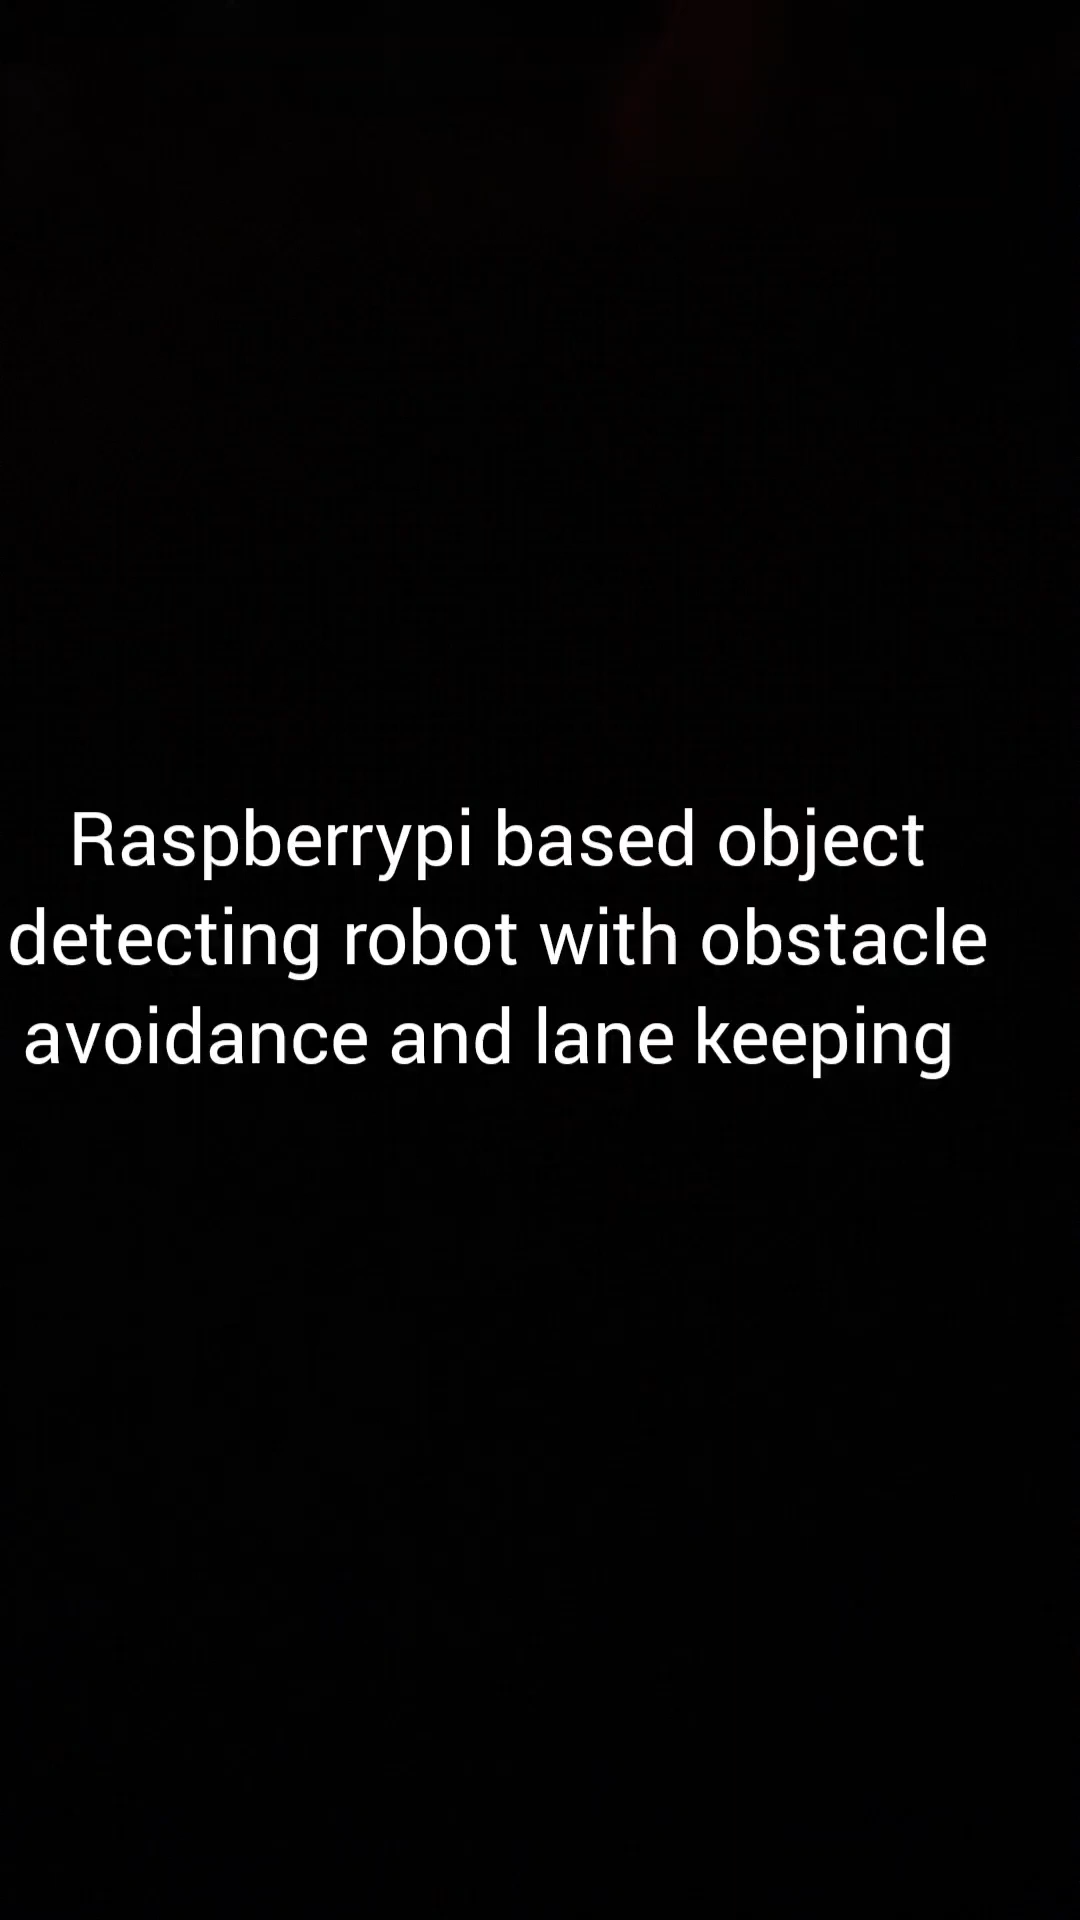 Raspberrypi based object
detecting robot with obstacle
avoidance and lane keeping